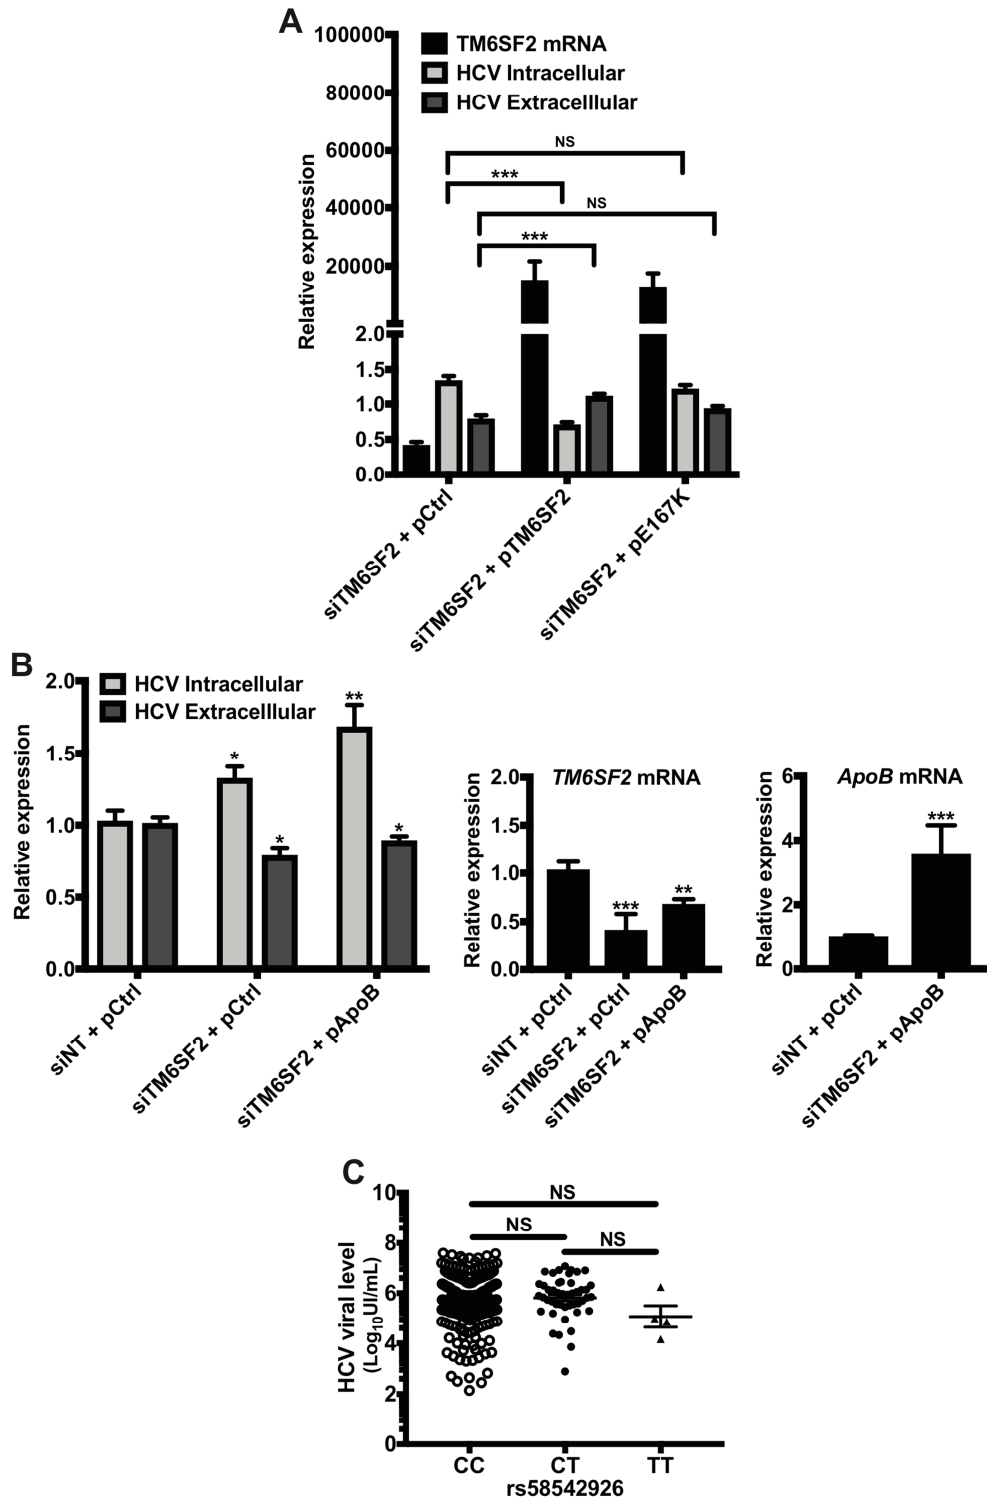 A
100000
80000
60000
40000
20000
2.0
1.5
1.0
0.5
0.0
Relative expression
TM6SF2 mRNA
HCV Intracellular
HCV Extracelllular
NS
***
NS
***
siTM6SF2 + pCtrl
siTM6SF2 + pTM6SF2
siTM6SF2 + pE167K
B
2.0
1.5
1.0
0.5
0.0
Relative expression
HCV Intracellular
HCV Extracelllular
*
*
**
*
siNT + pCtrl
siTM6SF2 + pCtrl
siTM6SF2 + pApoB
TM6SF2 mRNA
2.0
1.5
1.0
0.5
0.0
Relative expression
***
**
siNT + pCtrl
siTM6SF2 + pCtrl
siTM6SF2 + pApoB
ApoB mRNA
6
4
2
0
Relative expression
***
siNT + pCtrl
siTM6SF2 + pApoB
C
10
8
6
4
2
0
HCV viral level
(Log10UI/mL)
NS
NS
NS
CC
CT
TT
rs58542926